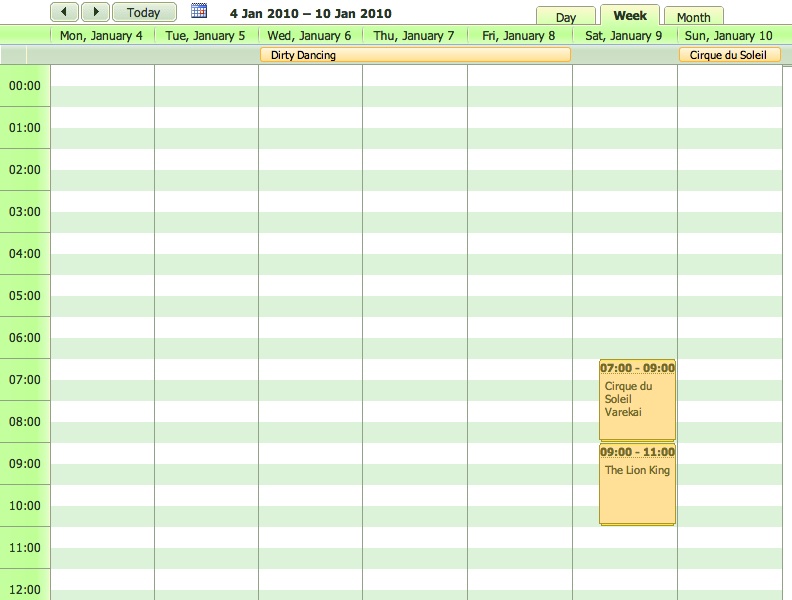 Today
4 Jan 2010 – 10 Jan 2010
Day
Week
Month
Mon, January 4
Tue, January 5
Wed, January 6
Thu, January 7
Fri, January 8
Sat, January 9
Sun, January 10
Dirty Dancing
Cirque du Soleil
00:00
01:00
02:00
03:00
04:00
05:00
06:00
07:00
08:00
09:00
10:00
11:00
12:00
07:00 - 09:00
Cirque du
Soleil
Varekai
09:00 - 11:00
The Lion King